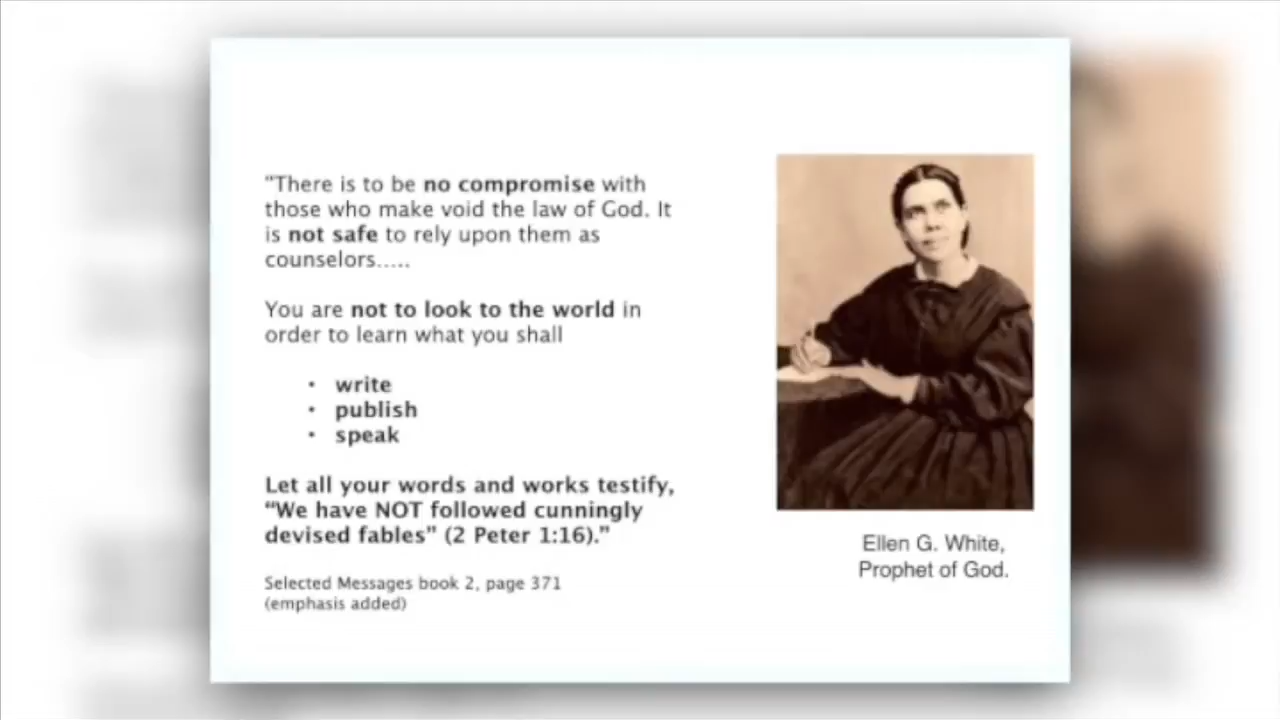 "There is to be no compromise with
those who make void the law of God. It
is not safe to rely upon them as
counselors.....
You are not to look to the world in
order to learn what you shall
• write
• publish
• speak
Let all your words and works testify,
"We have NOT followed cunningly
devised fables" (2 Peter 1:16)."
Selected Messages book 2, page 371
(emphasis added)
Ellen G. White,
Prophet of God.